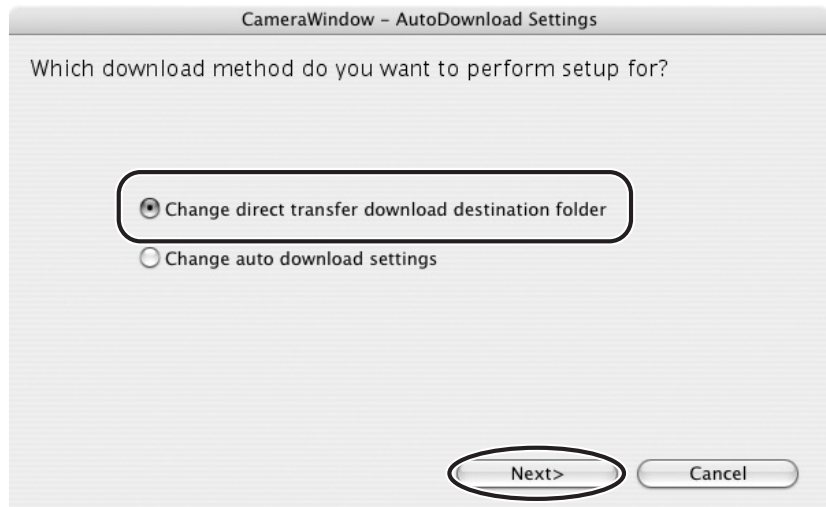 CameraWindow – AutoDownload Settings
Which download method do you want to perform setup for?
Change direct transfer download destination folder
Change auto download settings
Next>
Cancel